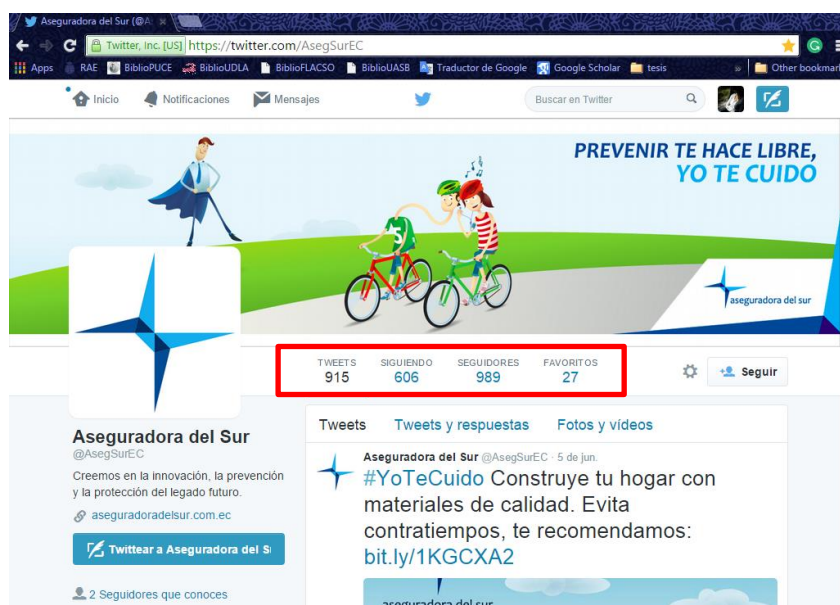 Aseguradora del Sur (@A
Twitter, Inc. [US] https://twitter.com/AsegSurEC
Apps RAE BiblioPUCE BiblioUDLA BiblioFLACSO BiblioUASB Traductor de Google Google Scholar tesis » Other bookmar
Inicio Notificaciones Mensajes Buscar en Twitter
PREVENIR TE HACE LIBRE,
YO TE CUIDO
S
aseguradora del sur
TWEETS SIGUIENDO SEGUIDORES FAVORITOS
915 606 989 27
Seguir
Aseguradora del Sur
@AsegSurEC
Creemos en la innovación, la prevención
y la protección del legado futuro.
aseguradoradelsur.com.ec
Twittear a Aseguradora del S
2 Seguidores que conoces
Tweets Tweets y respuestas Fotos y vídeos
Aseguradora del Sur @AsegSurEC · 5 de jun.
#YoTeCuido Construye tu hogar con
materiales de calidad. Evita
contratiempos, te recomendamos:
bit.ly/1KGCXA2
aseguradora del sur